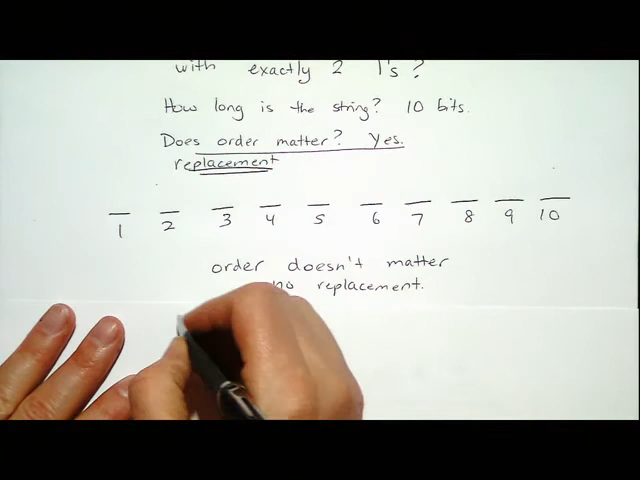 with exactly 2 1's?
How long is the string? 10 bits.
Does order matter? Yes.
replacement
1 2 3 4 5 6 7 8 9 10
order doesn't matter
no replacement.